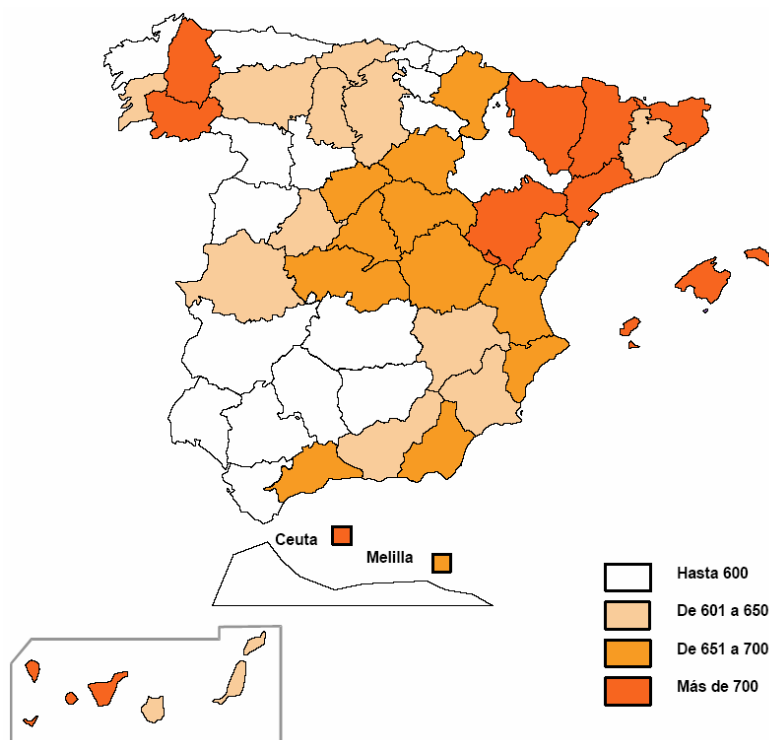 Ceuta
Melilla
Hasta 600
De 601 a 650
De 651 a 700
Más de 700